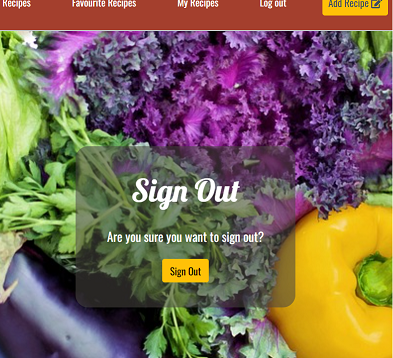 Recipes Favourite Recipes My Recipes Log out Add Recipe
Sign Out
Are you sure you want to sign out?
Sign Out